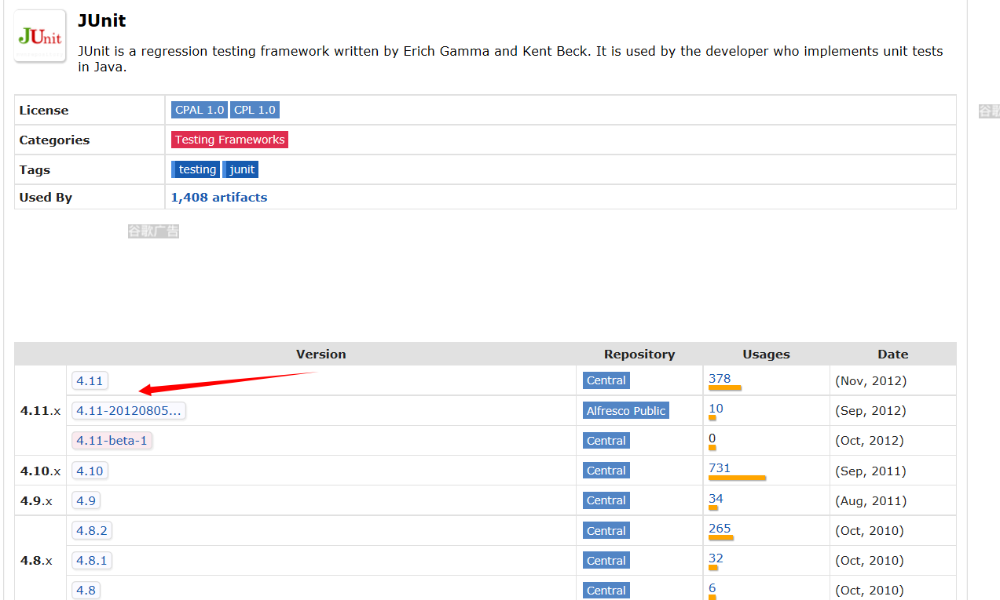 JUnit
JUnit
JUnit is a regression testing framework written by Erich Gamma and Kent Beck. It is used by the developer who implements unit tests
in Java.
License CPAL 1.0 CPL 1.0
谷歌
Categories Testing Frameworks
Tags testing junit
Used By 1,408 artifacts
谷歌广告
Version Repository Usages Date
4.11 Central 378 (Nov, 2012)
4.11.x 4.11-20120805... Alfresco Public 10 (Sep, 2012)
4.11-beta-1 Central 0 (Oct, 2012)
4.10.x 4.10 Central 731 (Sep, 2011)
4.9.x 4.9 Central 34 (Aug, 2011)
4.8.2 Central 265 (Oct, 2010)
4.8.x 4.8.1 Central 32 (Oct, 2010)
4.8 Central 6 (Oct, 2010)